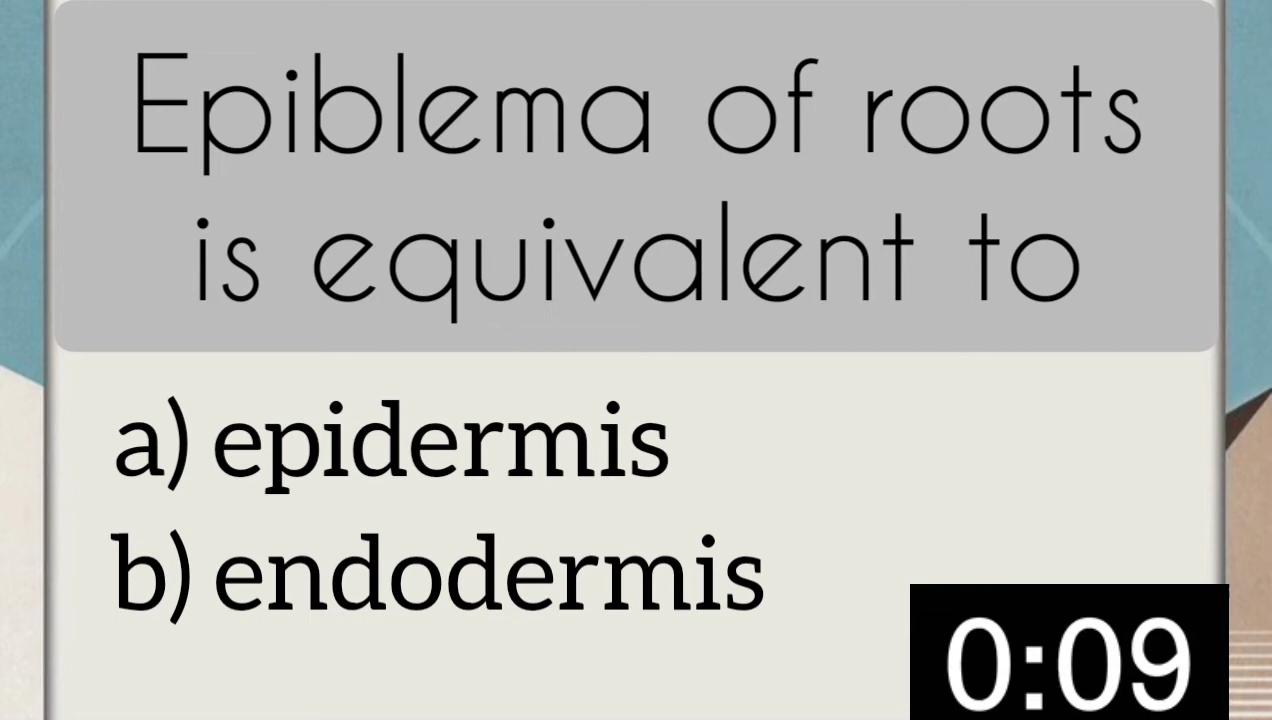 Epiblema of roots
is equivalent to
a) epidermis
b) endodermis
0:09